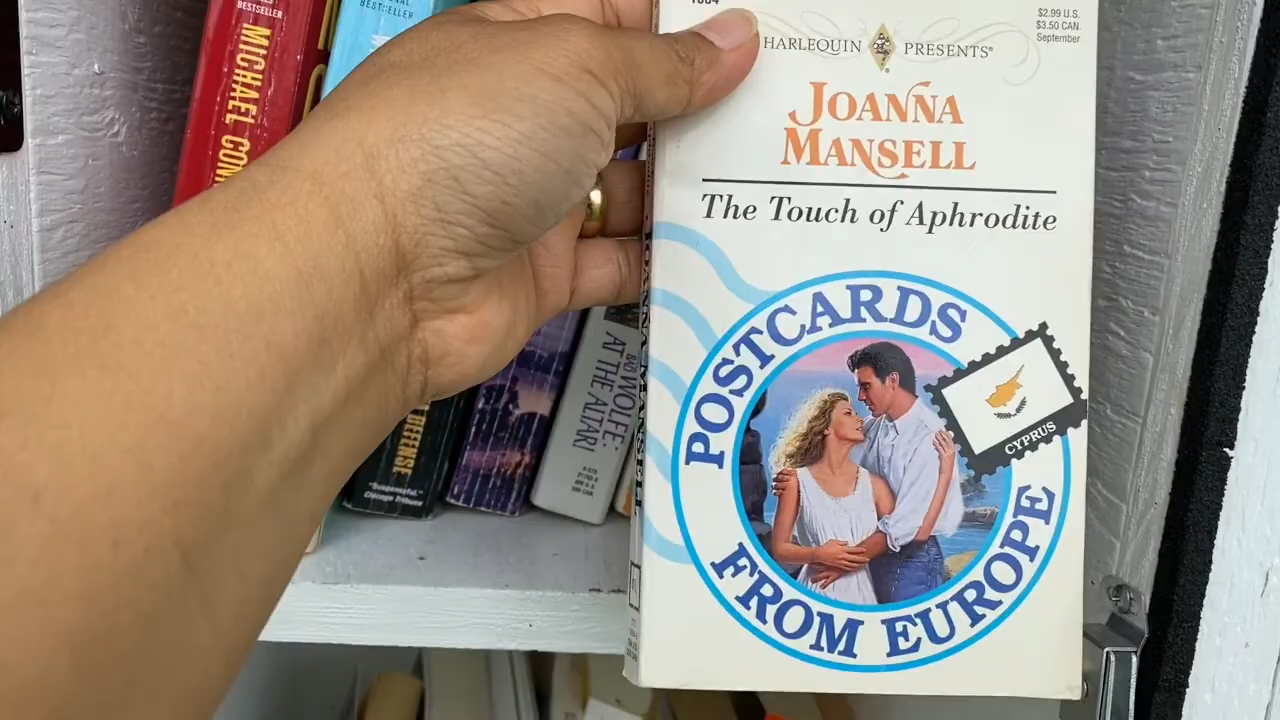 BESTSELLER
MICHAEL CON
BESTSELLER
$2.99 U.S.
$3.50 CAN.
September
HARLEQUIN PRESENTS®
JOANNA
MANSELL
The Touch of Aphrodite
POSTCARDS
FROM EUROPE
CYPRUS
JOANNA MANSELL
DEFENSE
"Suspenseful."
Chicago Tribune
WOLFE:
AT THE ALTAR!